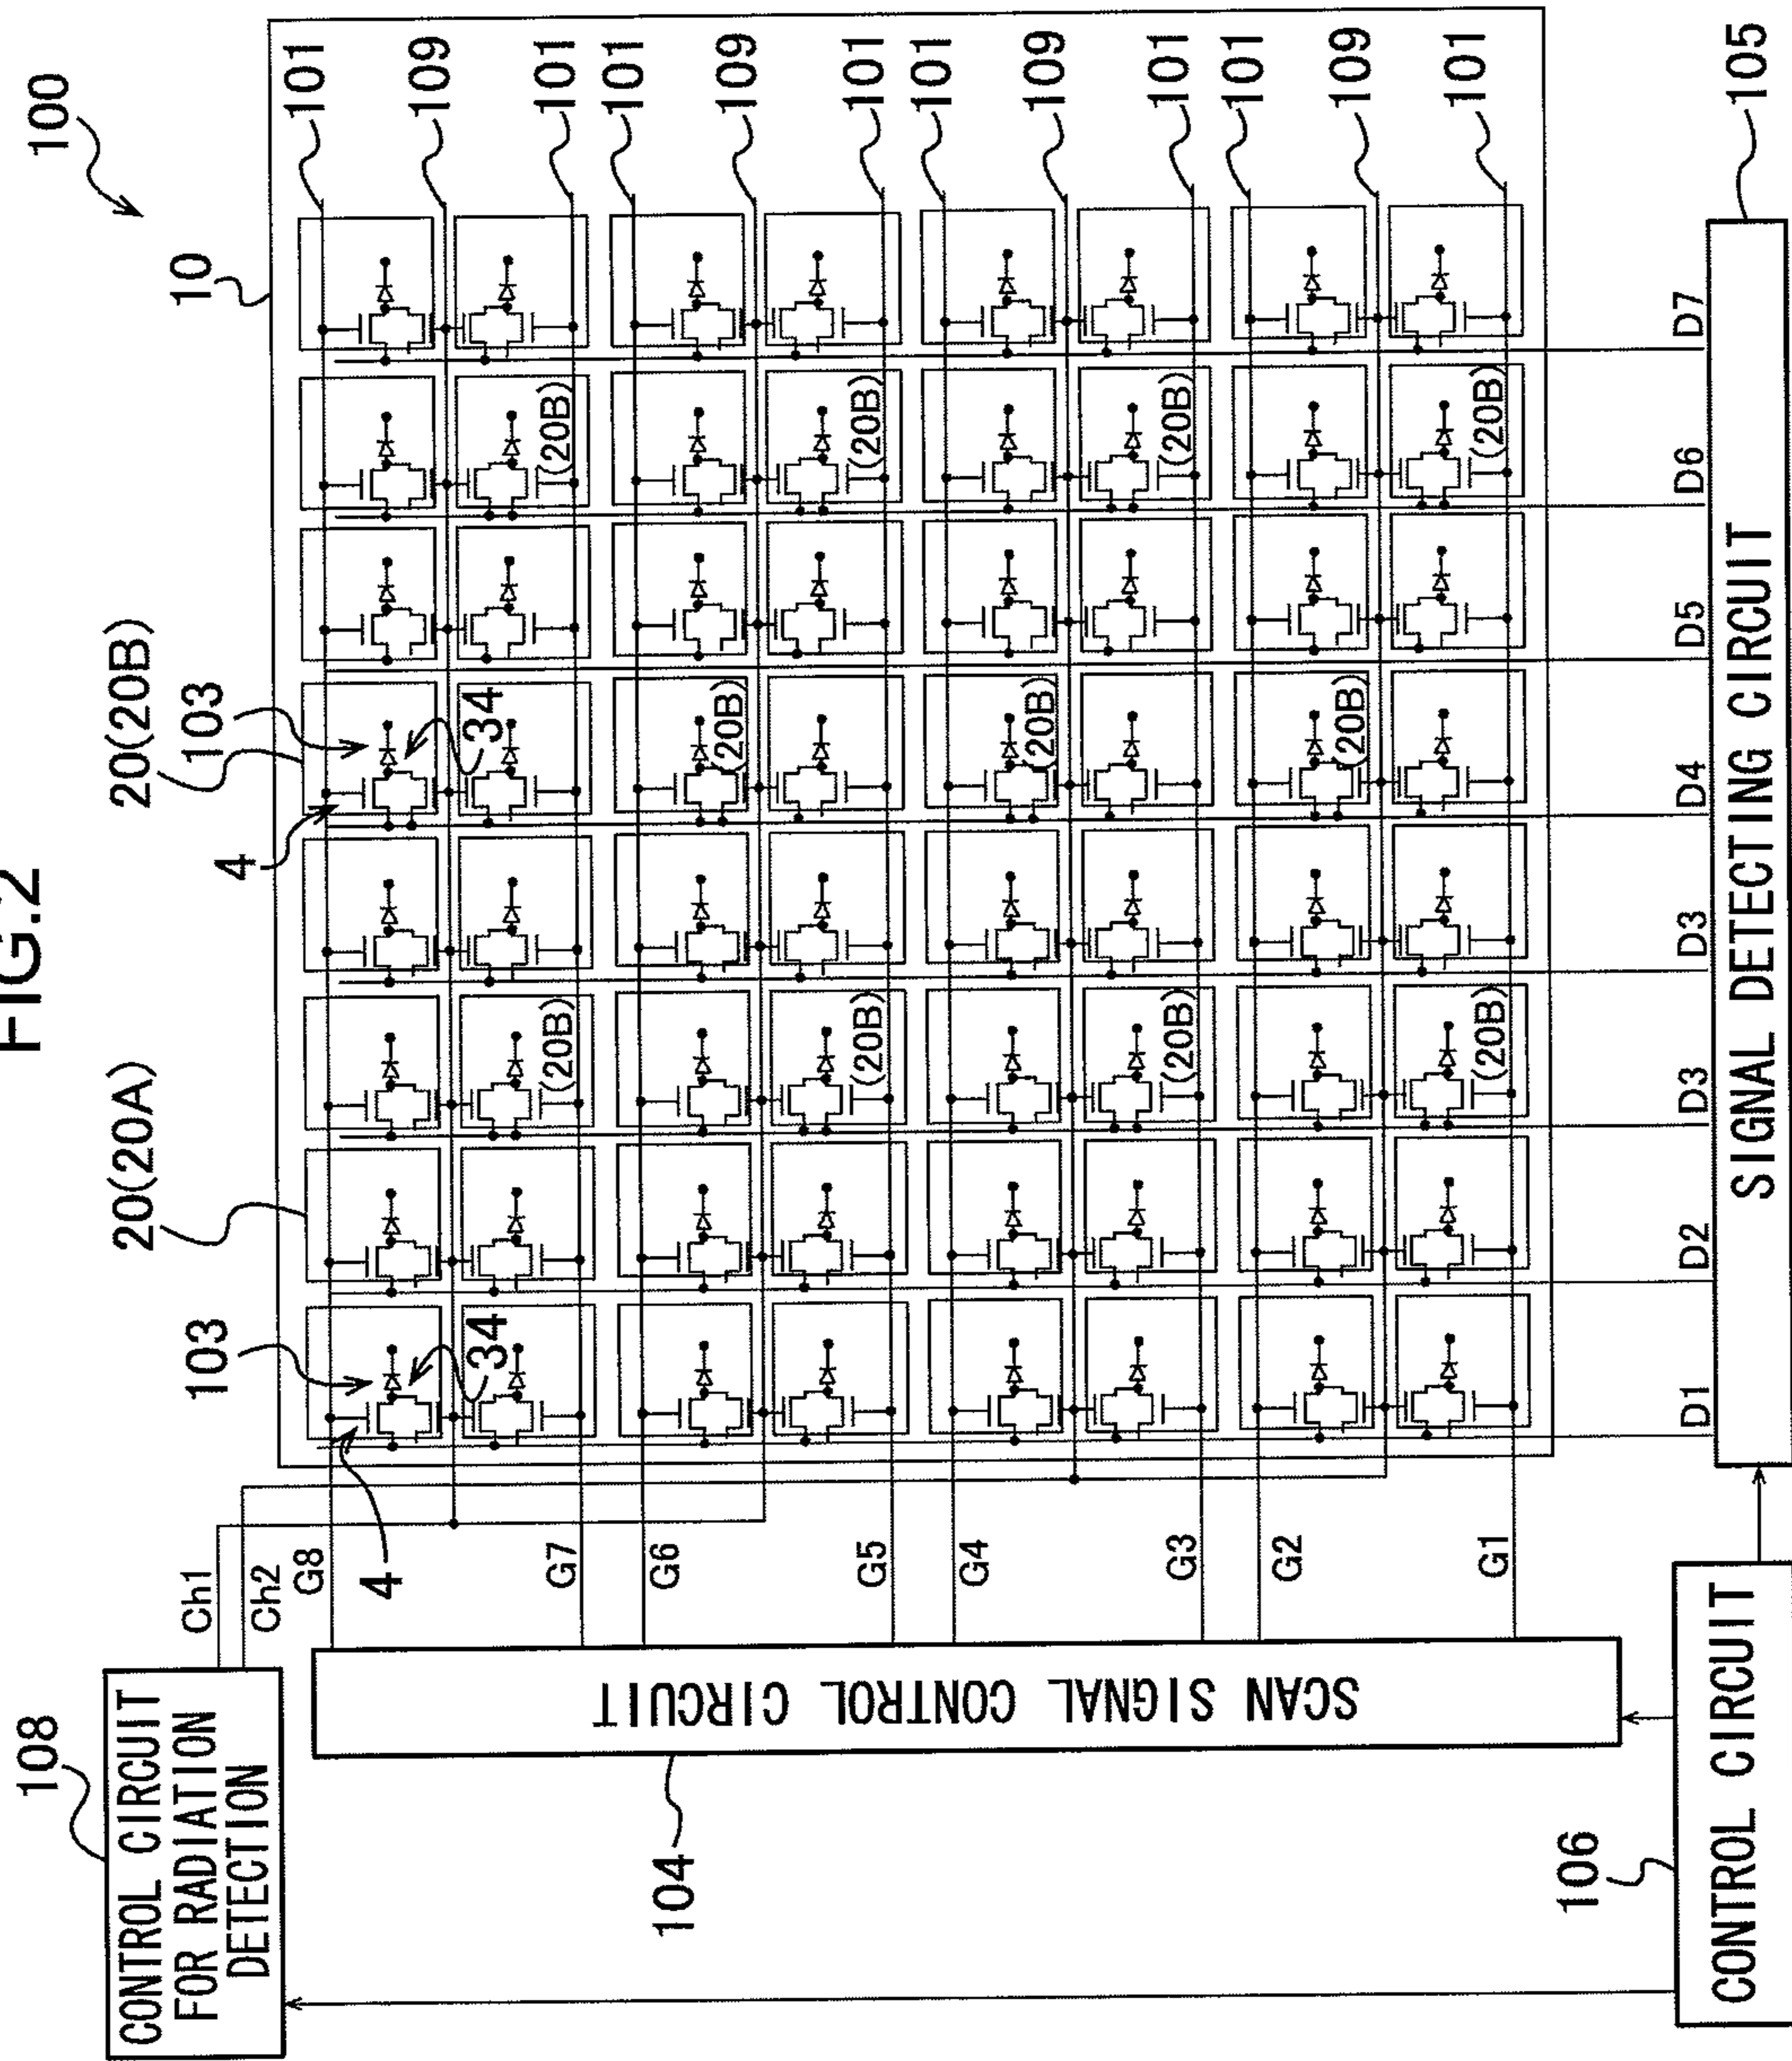 FIG.2
100
10
20(20A)
20(20B)
103
103
4
4
34
34
101
109
101
101
109
101
101
109
101
101
109
101
(20B)
(20B)
(20B)
(20B)
(20B)
(20B)
(20B)
(20B)
(20B)
(20B)
(20B)
108
CONTROL CIRCUIT
FOR RADIATION
DETECTION
Ch1
Ch2
G8
G7
G6
G5
G4
G3
G2
G1
SCAN SIGNAL CONTROL CIRCUIT
104
106
CONTROL CIRCUIT
D1
D2
D3
D3
D4
D5
D6
D7
SIGNAL DETECTING CIRCUIT
105